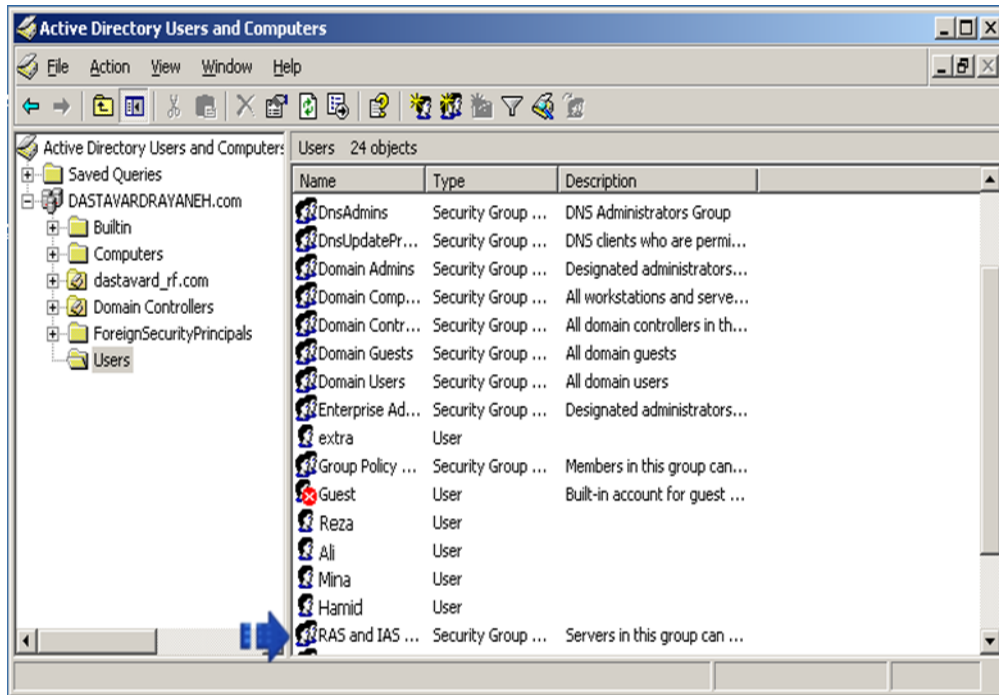 Active Directory Users and Computers
File Action View Window Help
Active Directory Users and Computer:
Users 24 objects
Saved Queries
DASTAVARDRAYANEH.com
Builtin
Computers
dastavard_rf.com
Domain Controllers
ForeignSecurityPrincipals
Users
Name Type Description
DnsAdmins Security Group ... DNS Administrators Group
DnsUpdatePr... Security Group ... DNS clients who are permi...
Domain Admins Security Group ... Designated administrators...
Domain Comp... Security Group ... All workstations and serve...
Domain Contr... Security Group ... All domain controllers in th...
Domain Guests Security Group ... All domain guests
Domain Users Security Group ... All domain users
Enterprise Ad... Security Group ... Designated administrators...
extra User
Group Policy ... Security Group ... Members in this group can...
Guest User Built-in account for guest ...
Reza User
Ali User
Mina User
Hamid User
RAS and IAS ... Security Group ... Servers in this group can ...